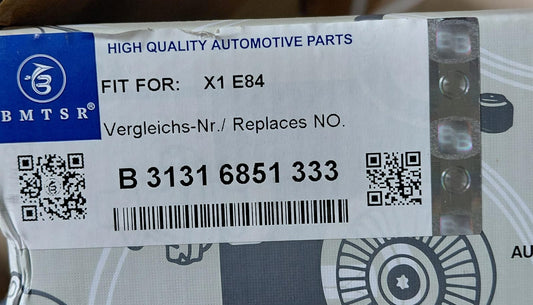 HIGH QUALITY AUTOMOTIVE PARTS
BMTSR®
FIT FOR: X1 E84
Vergleichs-Nr./ Replaces NO.
B 3131 6851 333
AU